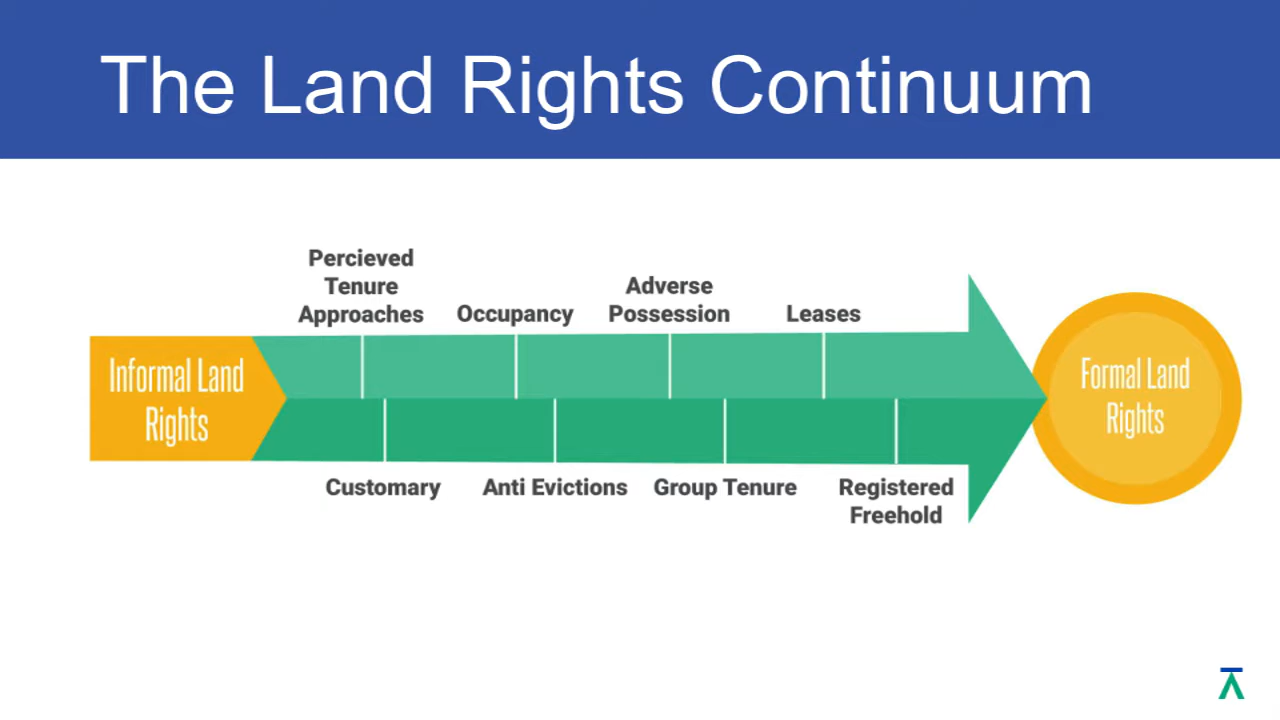 The Land Rights Continuum
Percieved
Tenure
Approaches
Occupancy
Adverse
Possession
Leases
Informal Land
Rights
Formal Land
Rights
Customary
Anti Evictions
Group Tenure
Registered
Freehold